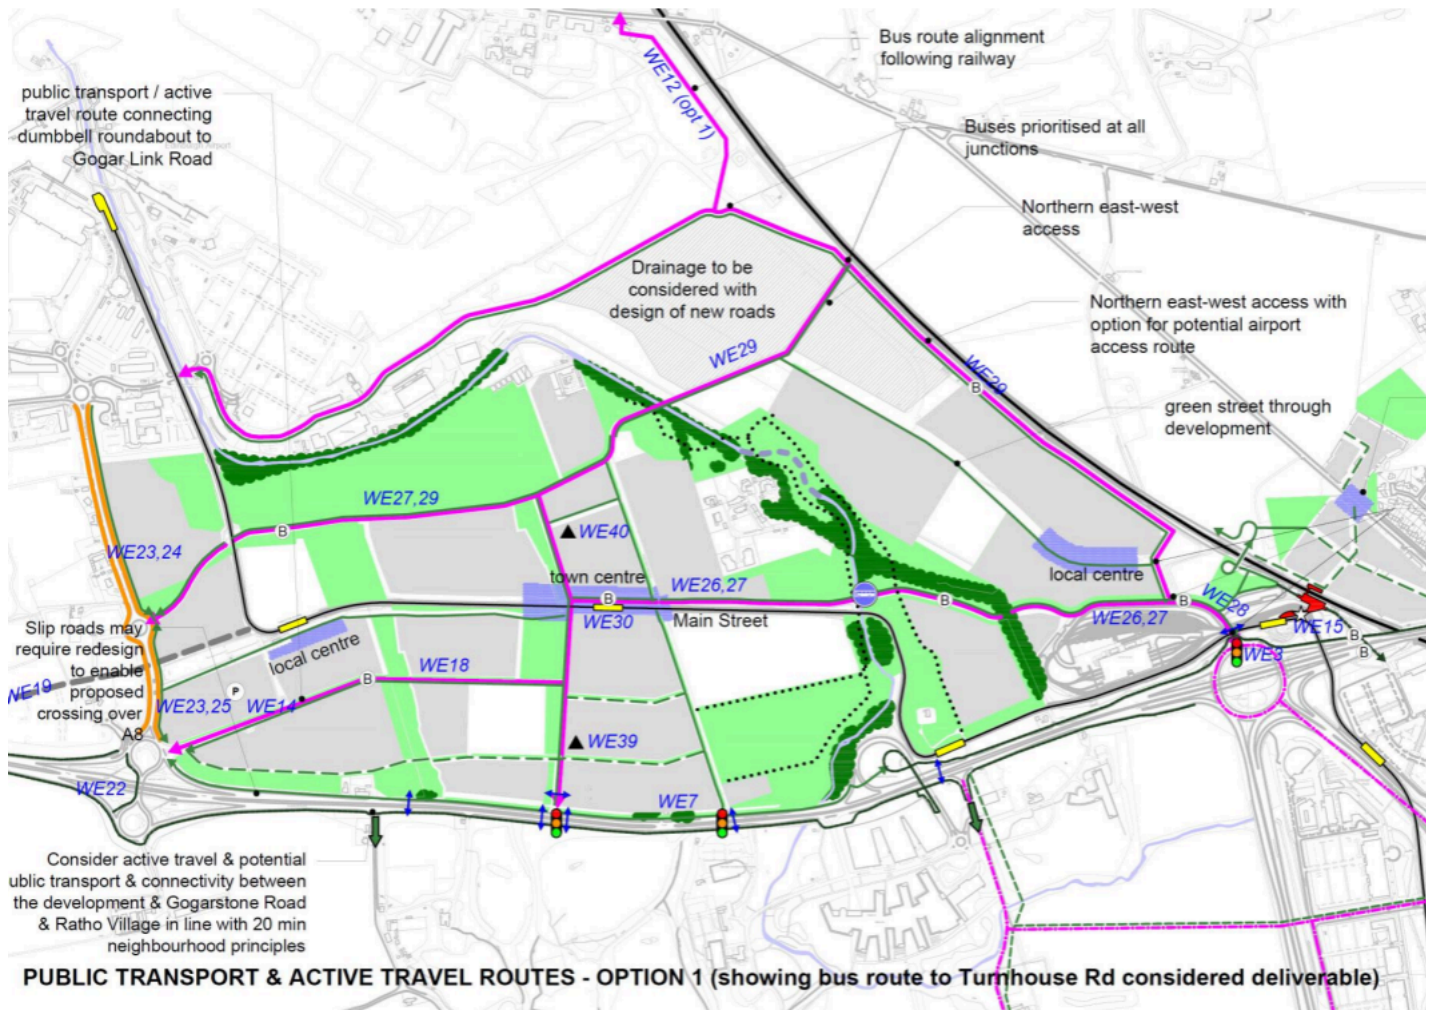 Bus route alignment
following railway
WE12 (opt 1)
public transport / active
travel route connecting
dumbbell roundabout to
Gogar Link Road
Buses prioritised at all
junctions
Northern east-west
access
Drainage to be
considered with
design of new roads
Northern east-west access with
option for potential airport
access route
WE29
WE29
B
green street through
development
WE27,29
B
WE23,24
WE40
town centre
WE26,27
B
WE30
Main Street
B
local centre
WE26,27
B
WE28
WE15
B
B
WE3
Slip roads may
require redesign
to enable
proposed
crossing over
A8
local centre
WE18
B
WE19
P
WE23,25
WE14
WE39
WE22
WE7
Consider active travel & potential
ublic transport & connectivity between
the development & Gogarstone Road
& Ratho Village in line with 20 min
neighbourhood principles
PUBLIC TRANSPORT & ACTIVE TRAVEL ROUTES - OPTION 1 (showing bus route to Turnhouse Rd considered deliverable)